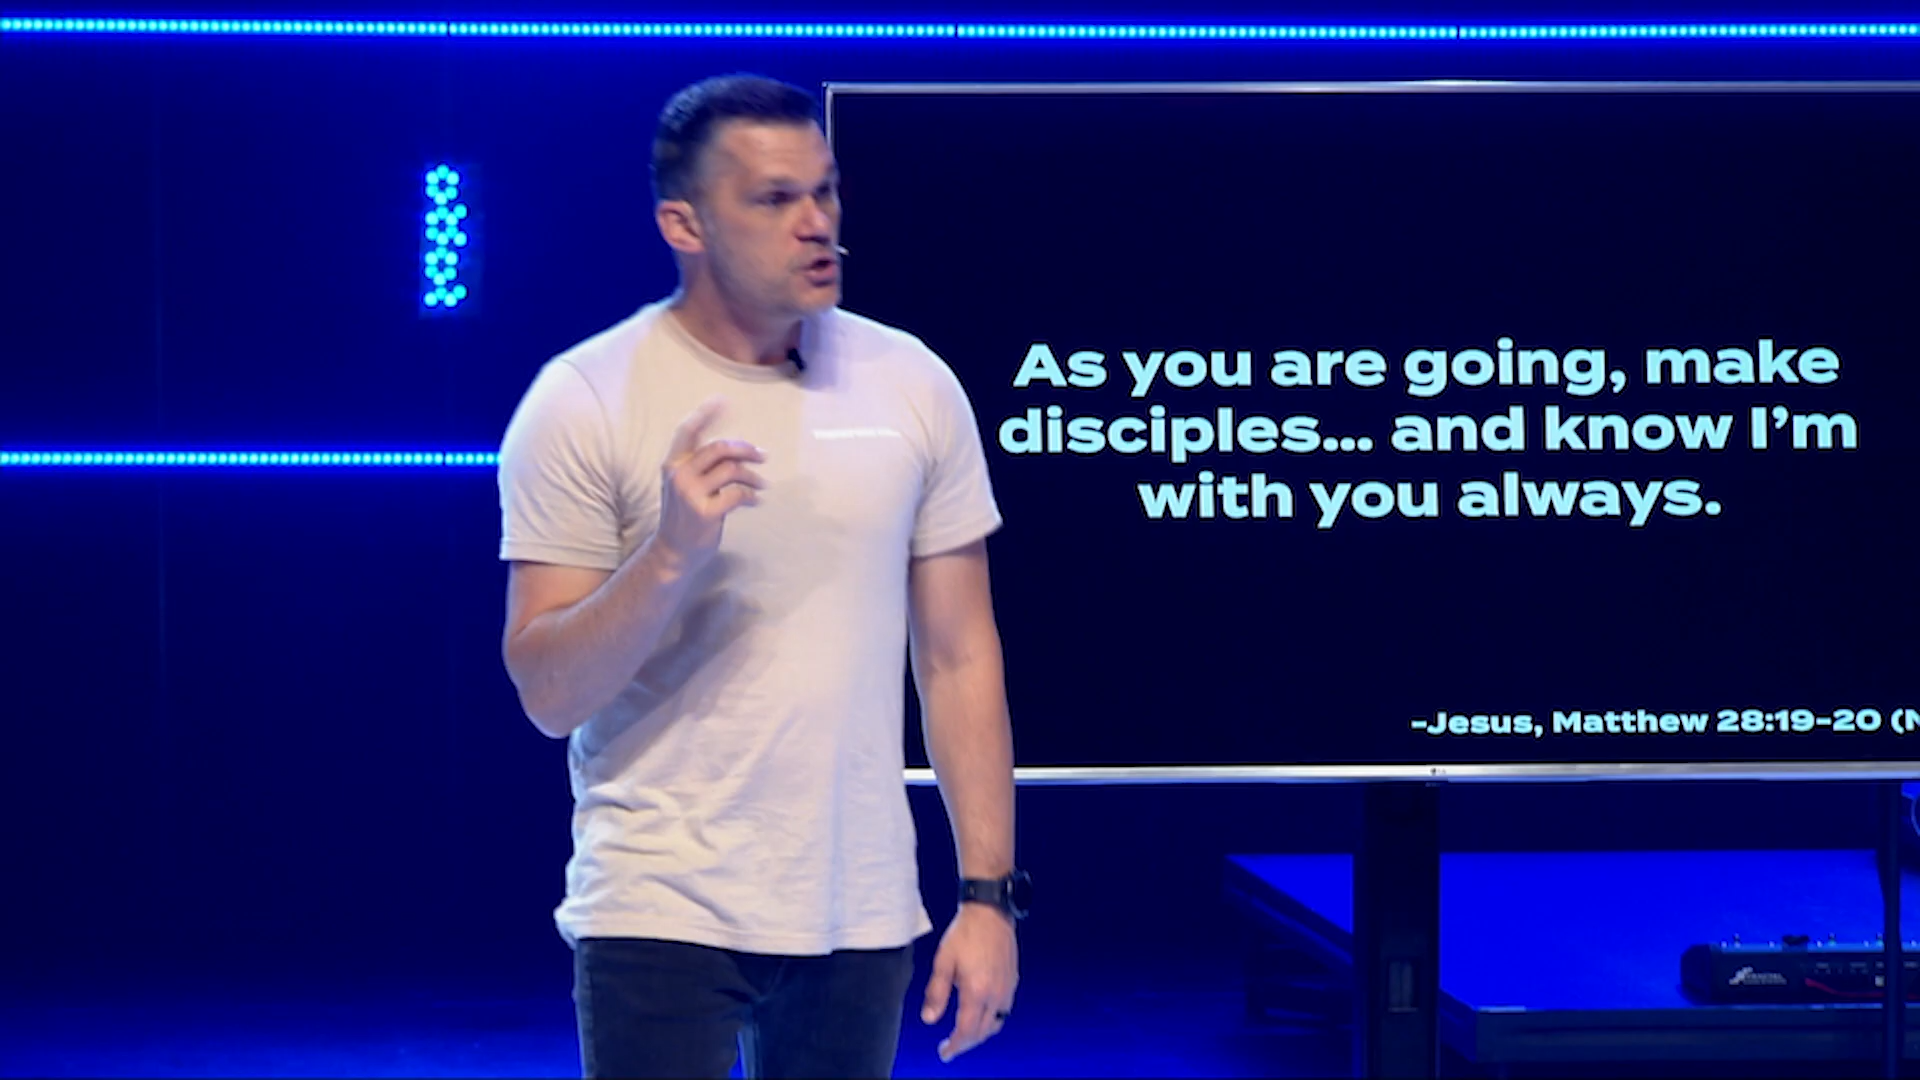 As you are going, make
disciples... and know I'm
with you always.
-Jesus, Matthew 28:19-20 (N